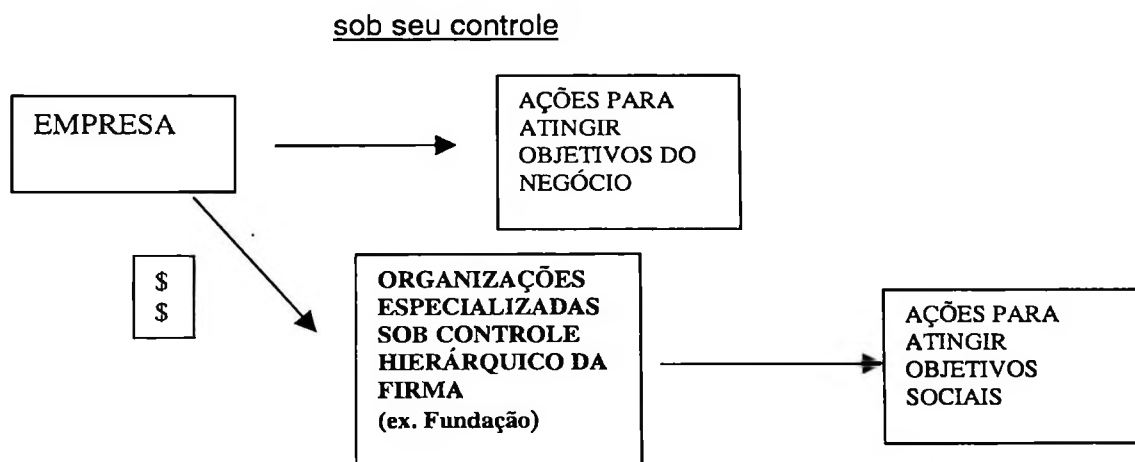 sob seu controle
EMPRESA
AÇÕES PARA
ATINGIR
OBJETIVOS DO
NEGÓCIO
$
$
ORGANIZAÇÕES
ESPECIALIZADAS
SOB CONTROLE
HIERÁRQUICO DA
FIRMA
(ex. Fundação)
AÇÕES PARA
ATINGIR
OBJETIVOS
SOCIAIS